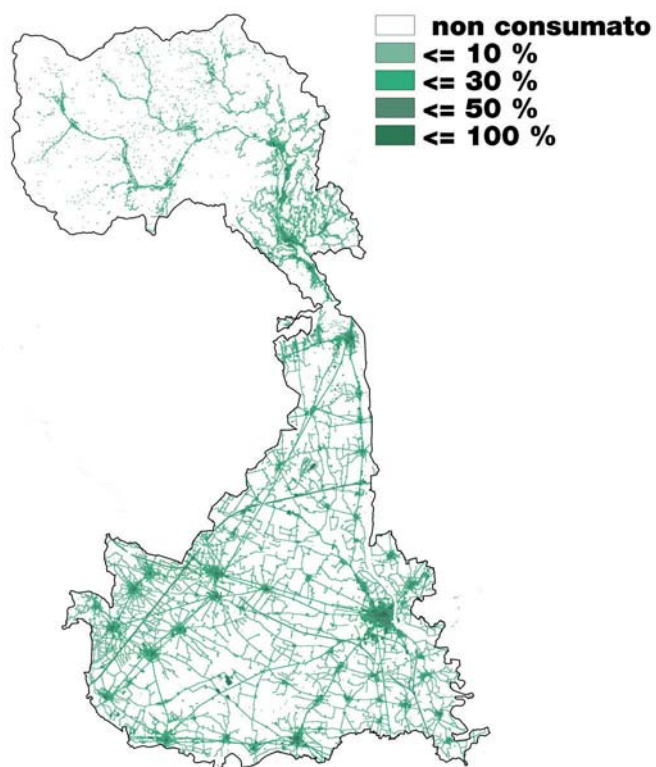 non consumato
<= 10 %
<= 30 %
<= 50 %
<= 100 %